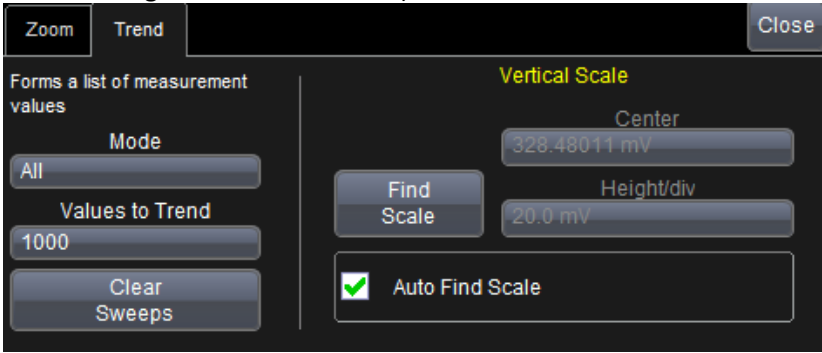 Zoom
Trend
Close
Forms a list of measurement
values
Mode
All
Values to Trend
1000
Clear
Sweeps
Vertical Scale
Center
328.48011 mV
Find
Scale
Height/div
20.0 mV
Auto Find Scale